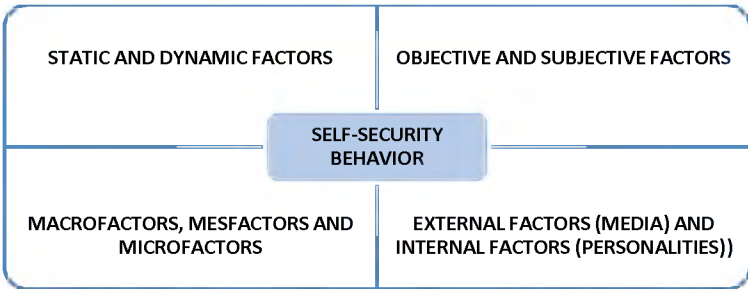 STATIC AND DYNAMIC FACTORS
OBJECTIVE AND SUBJECTIVE FACTORS
SELF-SECURITY
BEHAVIOR
MACROFACTORS, MESFACTORS AND
MICROFACTORS
EXTERNAL FACTORS (MEDIA) AND
INTERNAL FACTORS (PERSONALITIES))